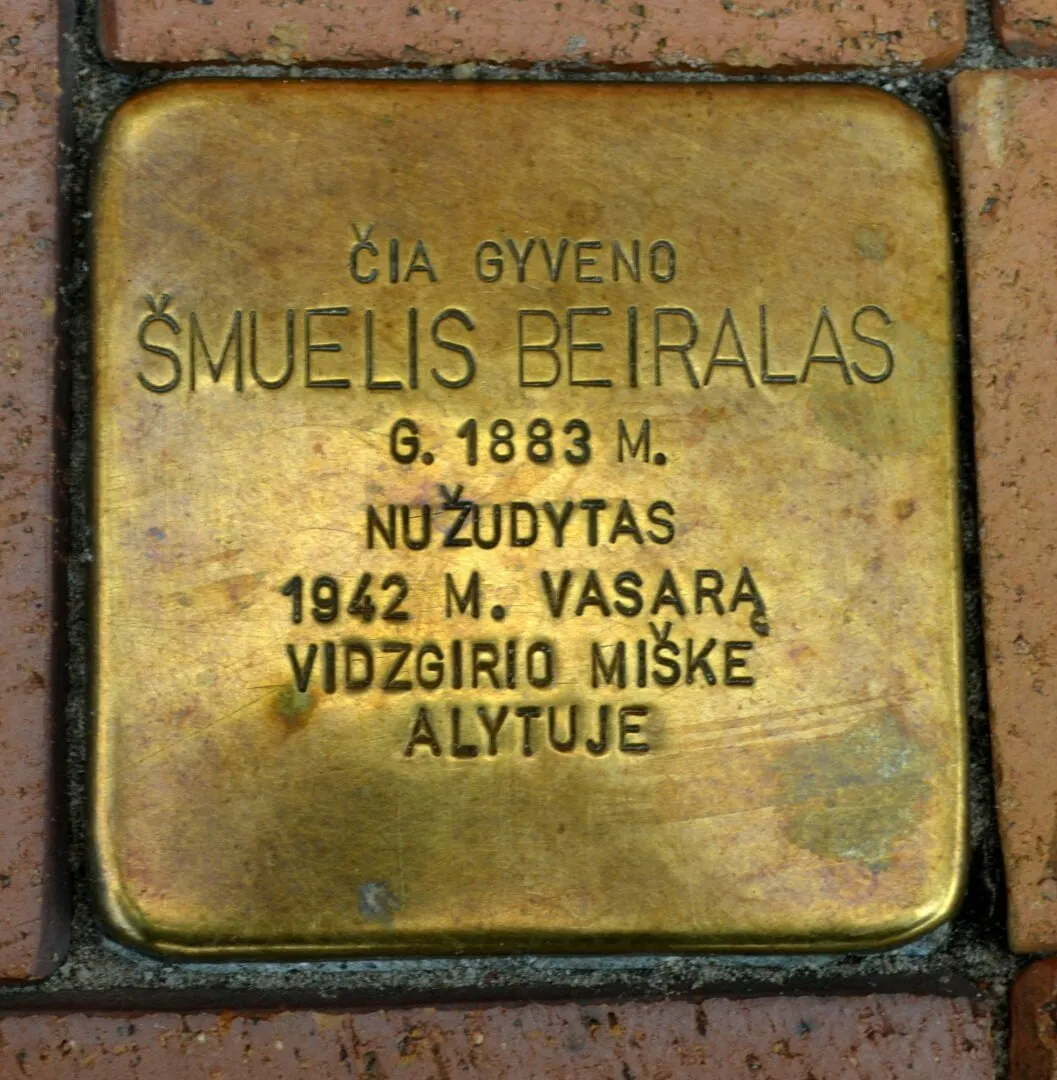 ČIA GYVENO
ŠMUELIS BEIRALAS
G. 1883 M.
NUŽUDYTAS
1942 M. VASARĄ
VIDZGIRIO MIŠKE
ALYTUJE